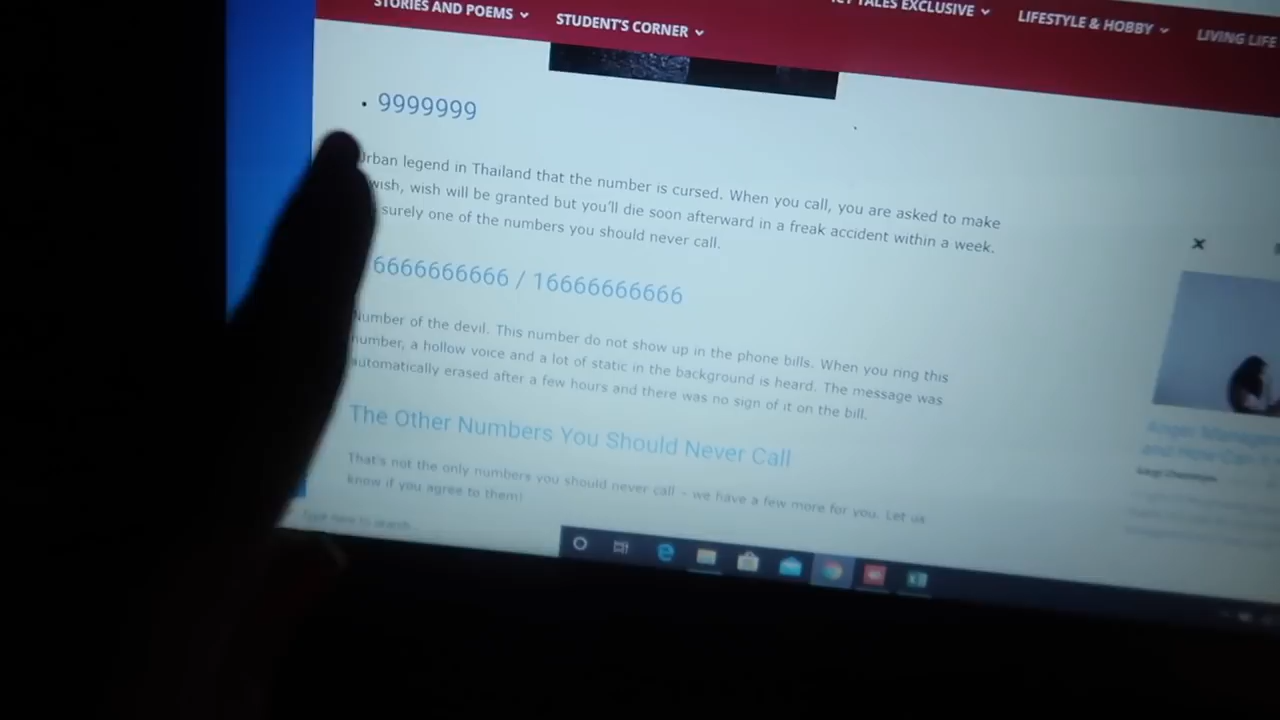 STORIES AND POEMS
STUDENT'S CORNER
TALES EXCLUSIVE
LIFESTYLE & HOBBY
LIVING LIFE
9999999
Urban legend in Thailand that the number is cursed. When you call, you are asked to make
wish, wish will be granted but you'll die soon afterward in a freak accident within a week.
surely one of the numbers you should never call.
6666666666 / 16666666666
Number of the devil. This number do not show up in the phone bills. When you ring this
number, a hollow voice and a lot of static in the background is heard. The message was
automatically erased after a few hours and there was no sign of it on the bill.
The Other Numbers You Should Never Call
That's not the only numbers you should never call – we have a few more for you. Let us
know if you agree to them!
Type here to search
Anger
and How